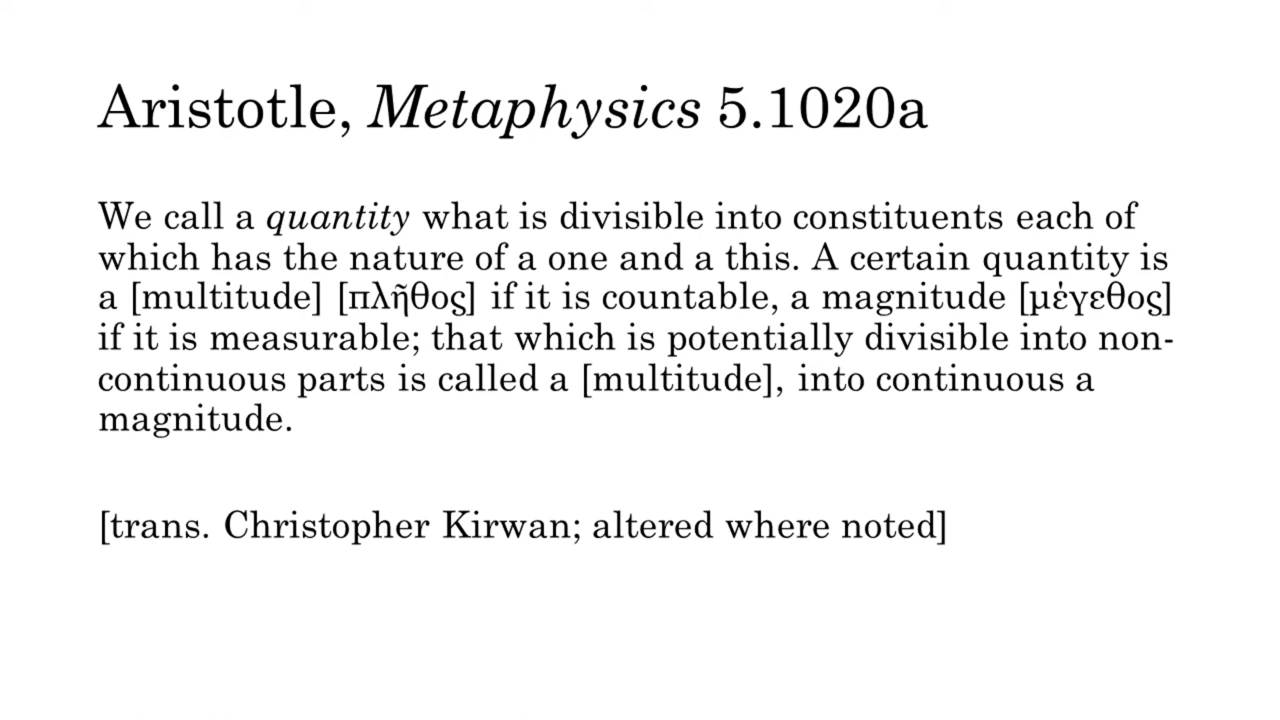 Aristotle, Metaphysics 5.1020a
We call a quantity what is divisible into constituents each of
which has the nature of a one and a this. A certain quantity is
a [multitude] [πλῆθος] if it is countable, a magnitude [μέγεθος]
if it is measurable; that which is potentially divisible into non-
continuous parts is called a [multitude], into continuous a
magnitude.
[trans. Christopher Kirwan; altered where noted]